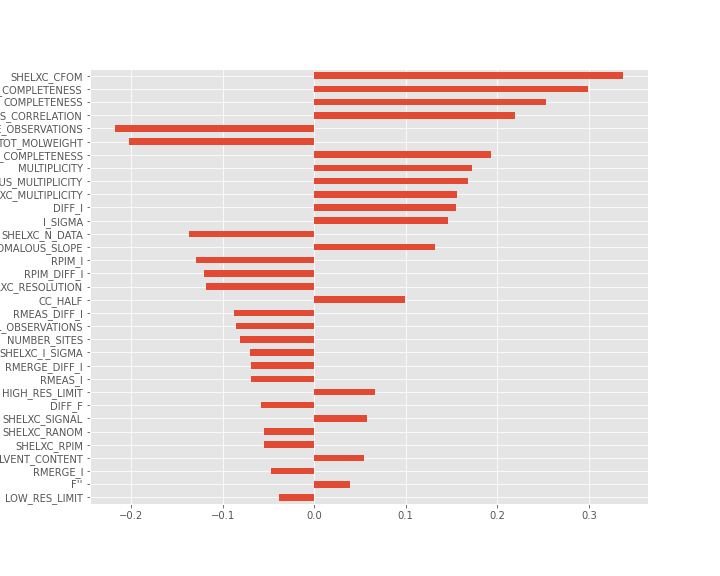 SHELXC_CFOM
_COMPLETENESS
COMPLETENESS
S_CORRELATION
E_OBSERVATIONS
TOT_MOLWEIGHT
_COMPLETENESS
MULTIPLICITY
US_MULTIPLICITY
XC_MULTIPLICITY
DIFF_I
I_SIGMA
SHELXC_N_DATA
OMALOUS_SLOPE
RPIM_I
RPIM_DIFF_I
XC_RESOLUTION
CC_HALF
RMEAS_DIFF_I
_OBSERVATIONS
NUMBER_SITES
SHELXC_I_SIGMA
RMERGE_DIFF_I
RMEAS_I
HIGH_RES_LIMIT
DIFF_F
SHELXC_SIGNAL
SHELXC_RANOM
SHELXC_RPIM
LVENT_CONTENT
RMERGE_I
F''
LOW_RES_LIMIT
−0.2 −0.1 0.0 0.1 0.2 0.3